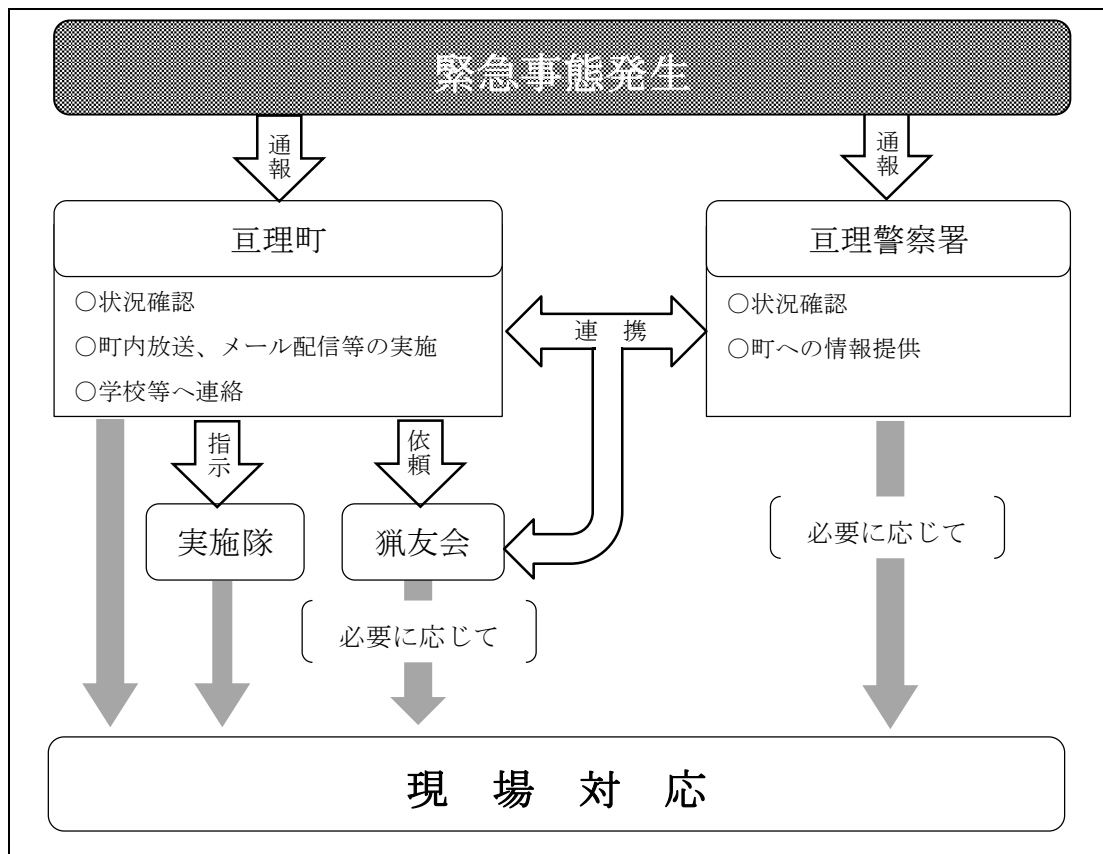 緊急事態発生
通報
通報
亘理町
亘理警察署
○状況確認
○町内放送、メール配信等の実施
○学校等へ連絡
連 携
○状況確認
○町への情報提供
指示
依頼
実施隊
猟友会
必要に応じて
必要に応じて
現 場 対 応